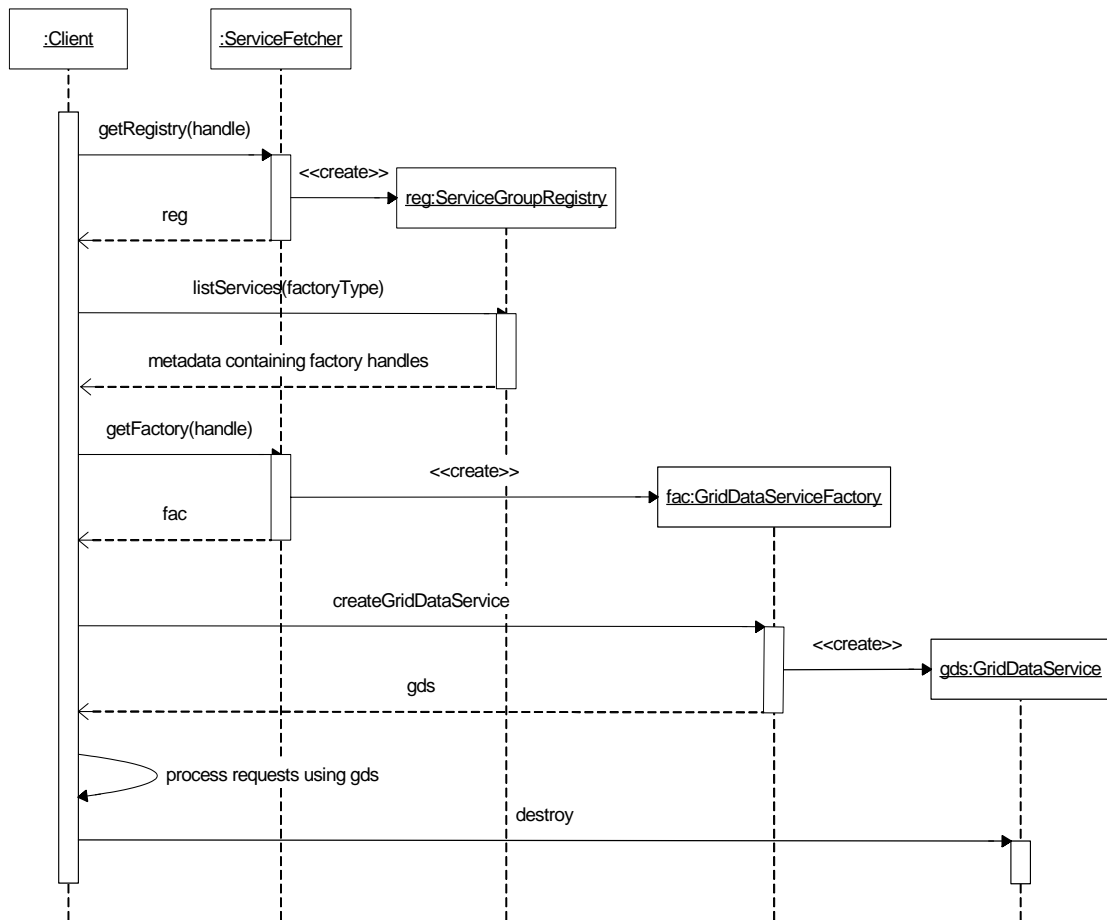 :Client
:ServiceFetcher
getRegistry(handle)
<<create>>
reg:ServiceGroupRegistry
reg
listServices(factoryType)
metadata containing factory handles
getFactory(handle)
<<create>>
fac:GridDataServiceFactory
fac
createGridDataService
<<create>>
gds:GridDataService
gds
process requests using gds
destroy